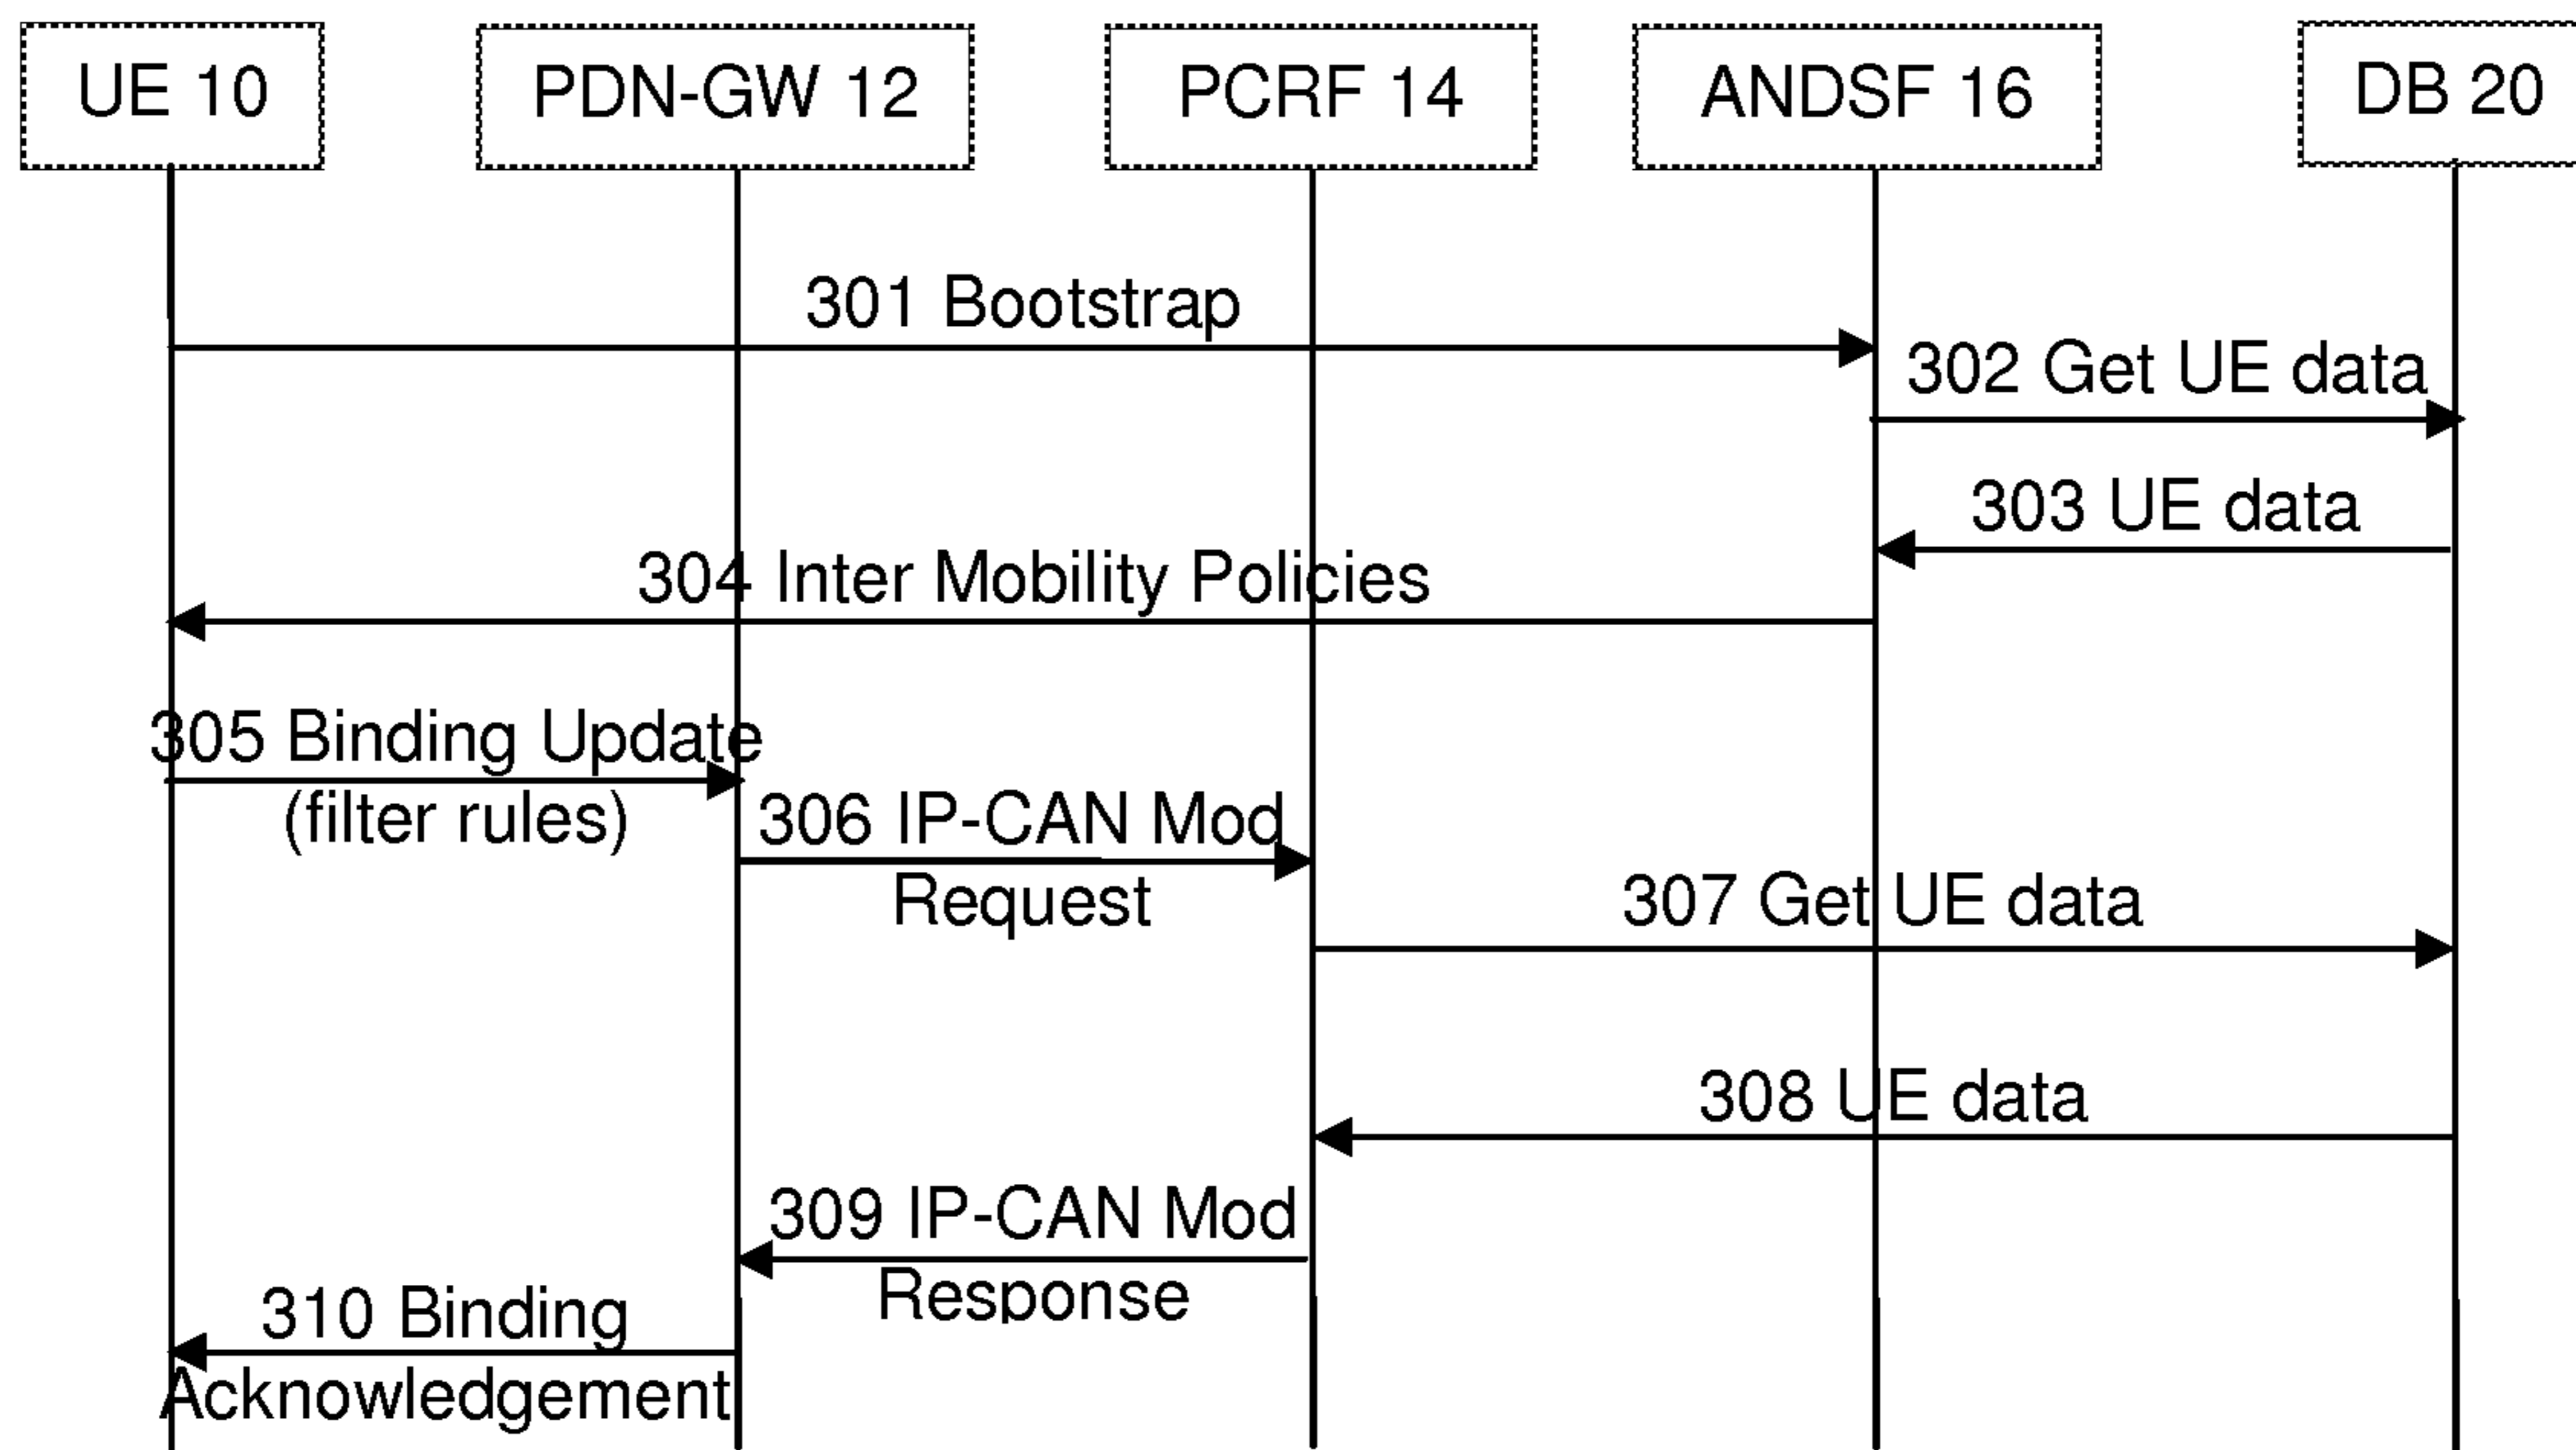 UE 10
PDN-GW 12
PCRF 14
ANDSF 16
DB 20
301 Bootstrap
302 Get UE data
303 UE data
304 Inter Mobility Policies
305 Binding Update
(filter rules)
306 IP-CAN Mod
Request
307 Get UE data
308 UE data
309 IP-CAN Mod
Response
310 Binding
Acknowledgement